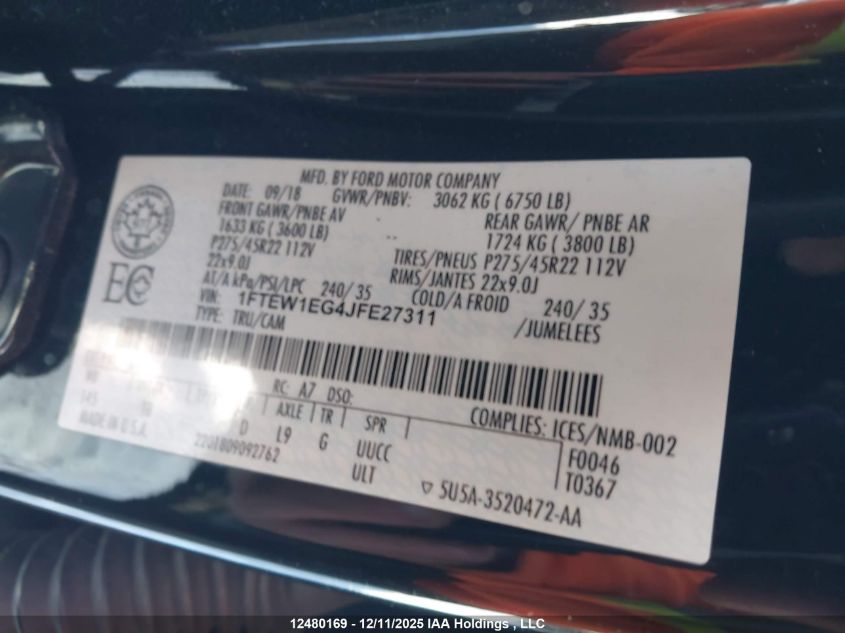 MFD. BY FORD MOTOR COMPANY
DATE: 09/18 GVWR/PNBV: 3062 KG ( 6750 LB)
FRONT GAWR/PNBE AV REAR GAWR/ PNBE AR
1633 KG ( 3600 LB) 1724 KG ( 3800 LB)
P275/45R22 112V TIRES/PNEUS P275/45R22 112V
22x9.0J RIMS/JANTES 22x9.0J
AT/A kPa/PSI/LPC 240/ 35 COLD/A FROID 240/ 35
VIN: 1FTEW1EG4JFE27311 /JUMELEES
TYPE: TRU/CAM
EC
RC: A7 DSO:
COMPLIES: ICES/NMB-002
AXLE TR SPR
145 D L9 G UUCC F0046
MADE IN U.S.A. 2201809092762 ULT T0367
▽ 5U5A-3520472-AA
12480169 - 12/11/2025 IAA Holdings , LLC